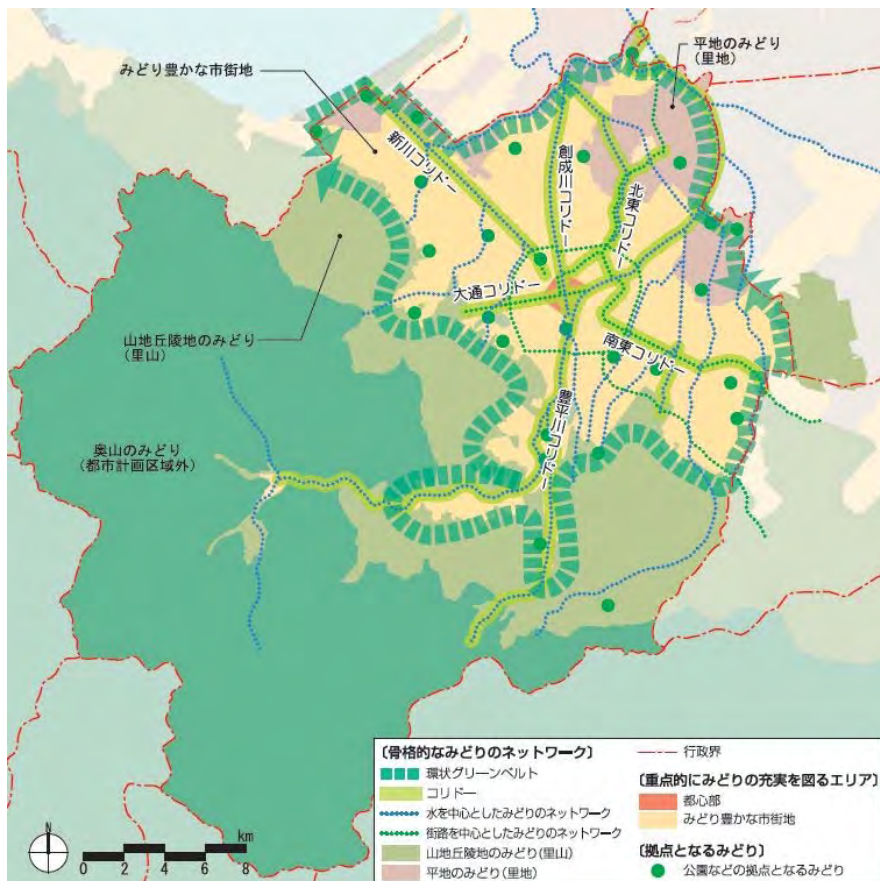 平地のみどり
(里地)
みどり豊かな市街地
新川コリドー
創成川コリドー
北東コリドー
大通コリドー
南東コリドー
豊平川コリドー
山地丘陵地のみどり
(里山)
奥山のみどり
(都市計画区域外)
N
km
0 2 4 6 8
〔骨格的なみどりのネットワーク〕
環状グリーンベルト
コリドー
水を中心としたみどりのネットワーク
街路を中心としたみどりのネットワーク
山地丘陵地のみどり(里山)
平地のみどり(里地)
行政界
〔重点的にみどりの充実を図るエリア〕
都心部
みどり豊かな市街地
〔拠点となるみどり〕
公園などの拠点となるみどり